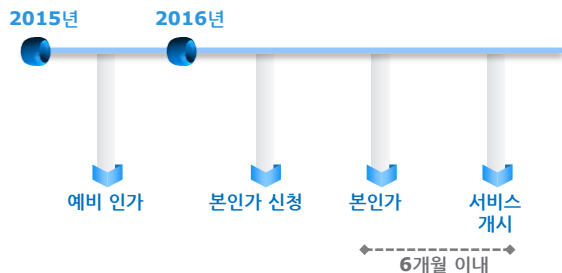 2015년
2016년
예비 인가
본인가 신청
본인가
서비스
개시
6개월 이내